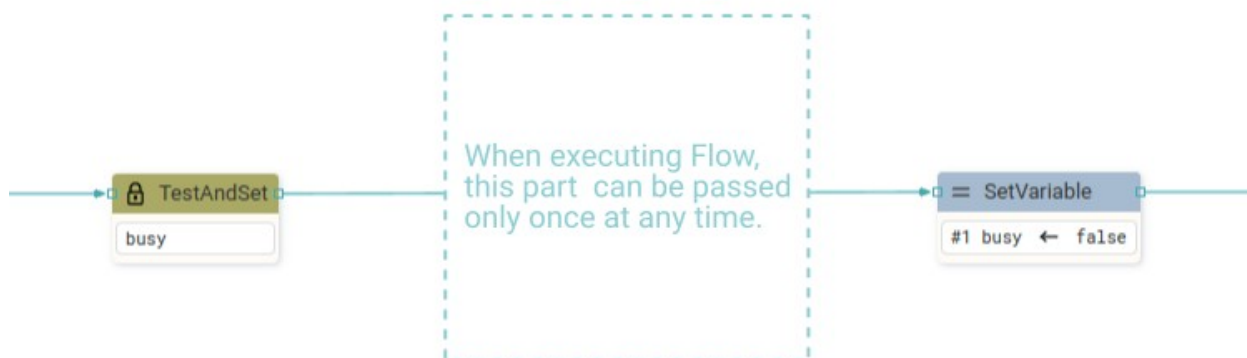 When executing Flow,
this part can be passed
only once at any time.
TestAndSet
busy
= SetVariable
#1 busy ← false